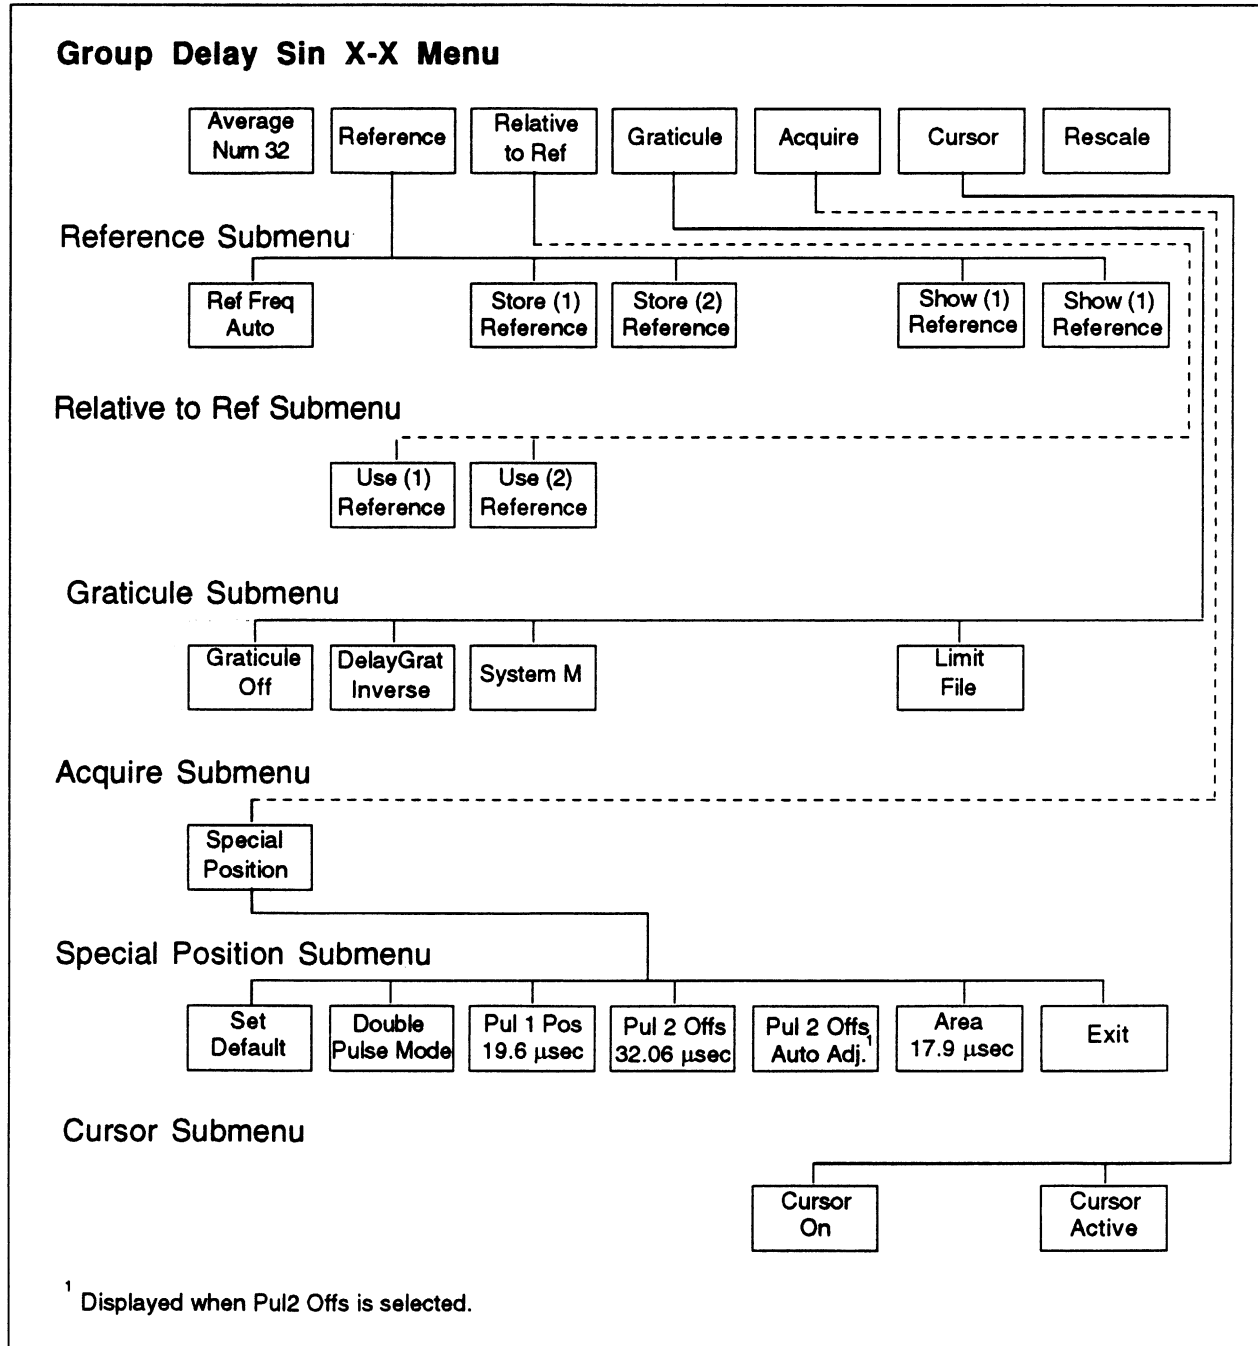 Group Delay Sin X-X Menu
Average
Num 32
Reference
Relative
to Ref
Graticule
Acquire
Cursor
Rescale
Reference Submenu
Ref Freq
Auto
Store (1)
Reference
Store (2)
Reference
Show (1)
Reference
Show (1)
Reference
Relative to Ref Submenu
Use (1)
Reference
Use (2)
Reference
Graticule Submenu
Graticule
Off
DelayGrat
Inverse
System M
Limit
File
Acquire Submenu
Special
Position
Special Position Submenu
Set
Default
Double
Pulse Mode
Pul 1 Pos
19.6 µsec
Pul 2 Offs
32.06 µsec
Pul 2 Offs
Auto Adj.¹
Area
17.9 µsec
Exit
Cursor Submenu
Cursor
On
Cursor
Active
¹ Displayed when Pul2 Offs is selected.